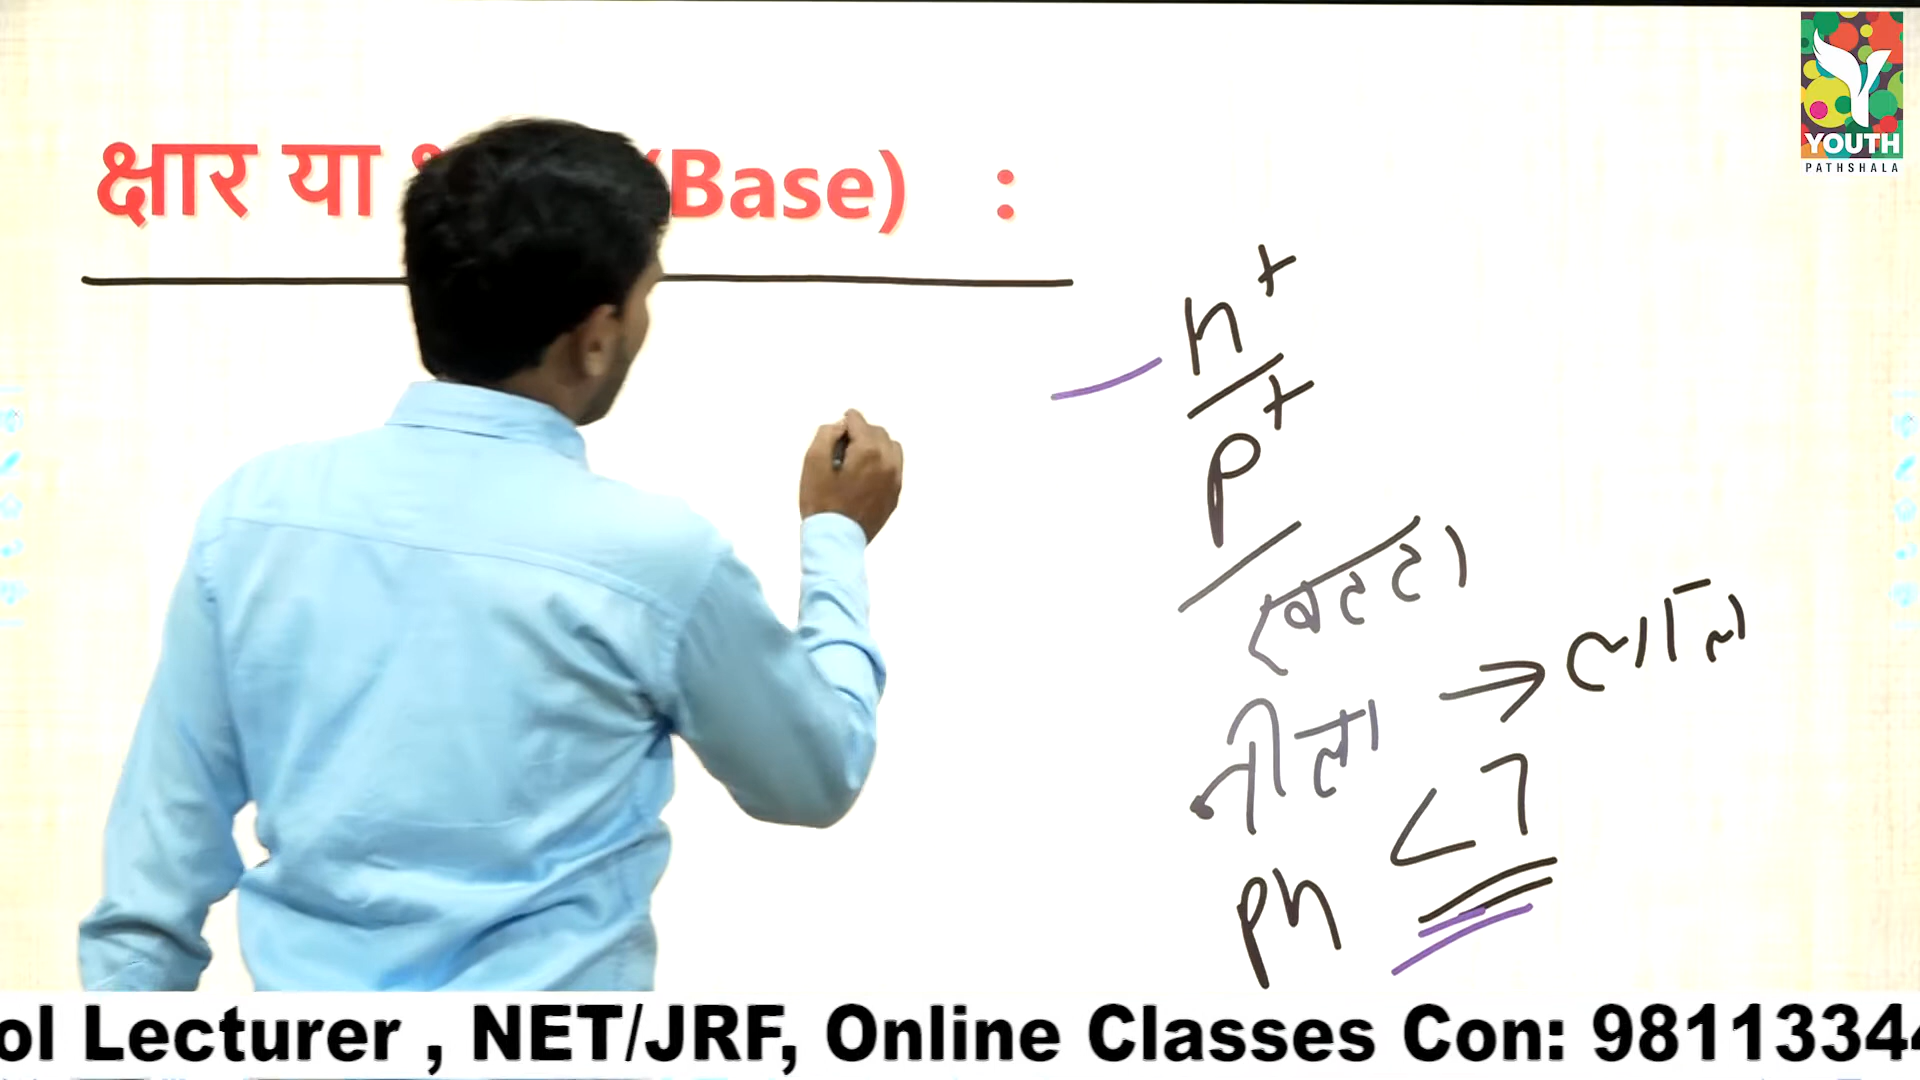 YOUTH
PATHSHALA
क्षार या (Base) :
H+
P+
खट्टा
नीला → लाल
pH < 7
ol Lecturer , NET/JRF, Online Classes Con: 98113344